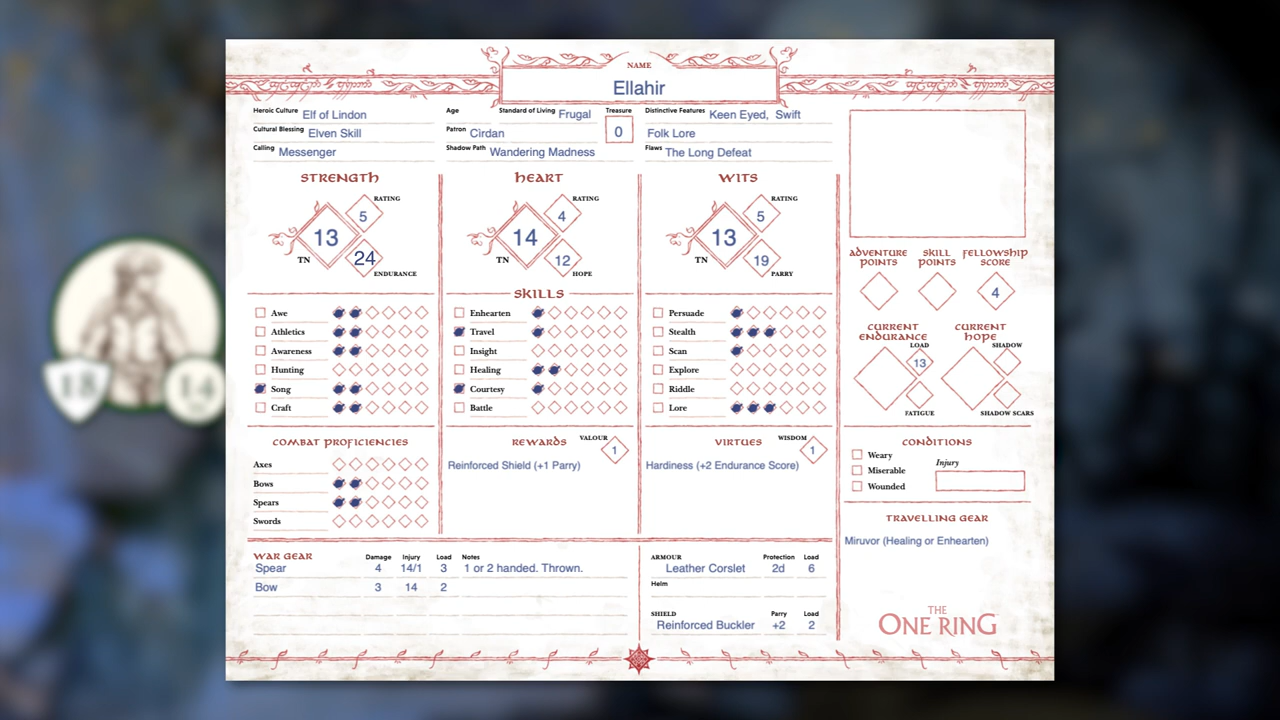 NAME
Ellahir
Heroic Culture Elf of Lindon
Age
Standard of Living Frugal
Treasure
0
Distinctive Features Keen Eyed, Swift
Cultural Blessing Elven Skill
Patron Cirdan
Folk Lore
Calling Messenger
Shadow Path Wandering Madness
Flaws The Long Defeat
STRENGTH
RATING
5
13
TN
24
ENDURANCE
HEART
RATING
4
14
TN
12
HOPE
WITS
RATING
5
13
TN
19
PARRY
SKILLS
Awe
Athletics
Awareness
Hunting
Song
Craft
Enhearten
Travel
Insight
Healing
Courtesy
Battle
Persuade
Stealth
Scan
Explore
Riddle
Lore
ADVENTURE POINTS
SKILL POINTS
FELLOWSHIP SCORE
4
CURRENT ENDURANCE
LOAD
13
FATIGUE
CURRENT HOPE
SHADOW
SHADOW SCARS
COMBAT PROFICIENCIES
Axes
Bows
Spears
Swords
REWARDS
VALOUR
1
Reinforced Shield (+1 Parry)
VIRTUES
WISDOM
1
Hardiness (+2 Endurance Score)
CONDITIONS
Weary
Miserable
Wounded
Injury
TRAVELLING GEAR
Miruvor (Healing or Enhearten)
WAR GEAR Damage Injury Load Notes
Spear 4 14/1 3 1 or 2 handed. Thrown.
Bow 3 14 2
ARMOUR Protection Load
Leather Corslet 2d 6
Helm
SHIELD Parry Load
Reinforced Buckler +2 2
THE
ONE RING
18
14